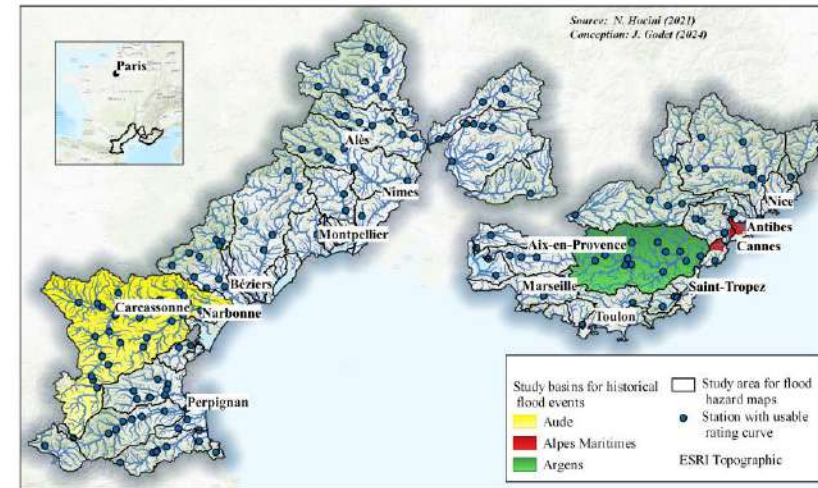 Source: N. Hocini (2021)
Conception: J. Godet (2024)
Paris
Alès
Nîmes
Nice
Montpellier
Antibes
Aix-en-Provence
Cannes
Béziers
Marseille
Saint-Tropez
Carcassonne
Narbonne
Toulon
Perpignan
Study basins for historical
flood events
Aude
Alpes Maritimes
Argens
Study area for flood
hazard maps
Station with usable
rating curve
ESRI Topographic